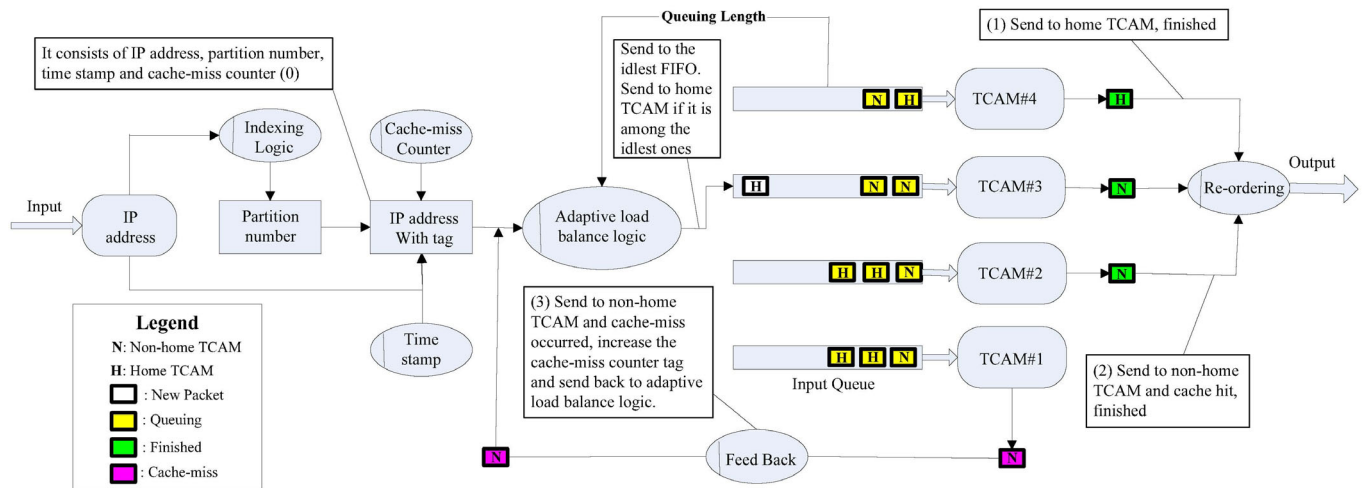 Queuing Length
It consists of IP address, partition number,
time stamp and cache-miss counter (0)
Send to the
idlest FIFO.
Send to home
TCAM if it is
among the
idlest ones
(1) Send to home TCAM, finished
Indexing
Logic
Cache-miss
Counter
N H
TCAM#4
H
Input
IP
address
Partition
number
IP address
With tag
Adaptive load
balance logic
H N N
TCAM#3
N
Re-ordering
Output
H H N
TCAM#2
N
Time
stamp
(3) Send to non-home
TCAM and cache-miss
occurred, increase the
cache-miss counter tag
and send back to adaptive
load balance logic.
H H N
Input Queue
TCAM#1
(2) Send to non-home
TCAM and cache hit,
finished
Legend
N: Non-home TCAM
H: Home TCAM
: New Packet
: Queuing
: Finished
: Cache-miss
N
Feed Back
N